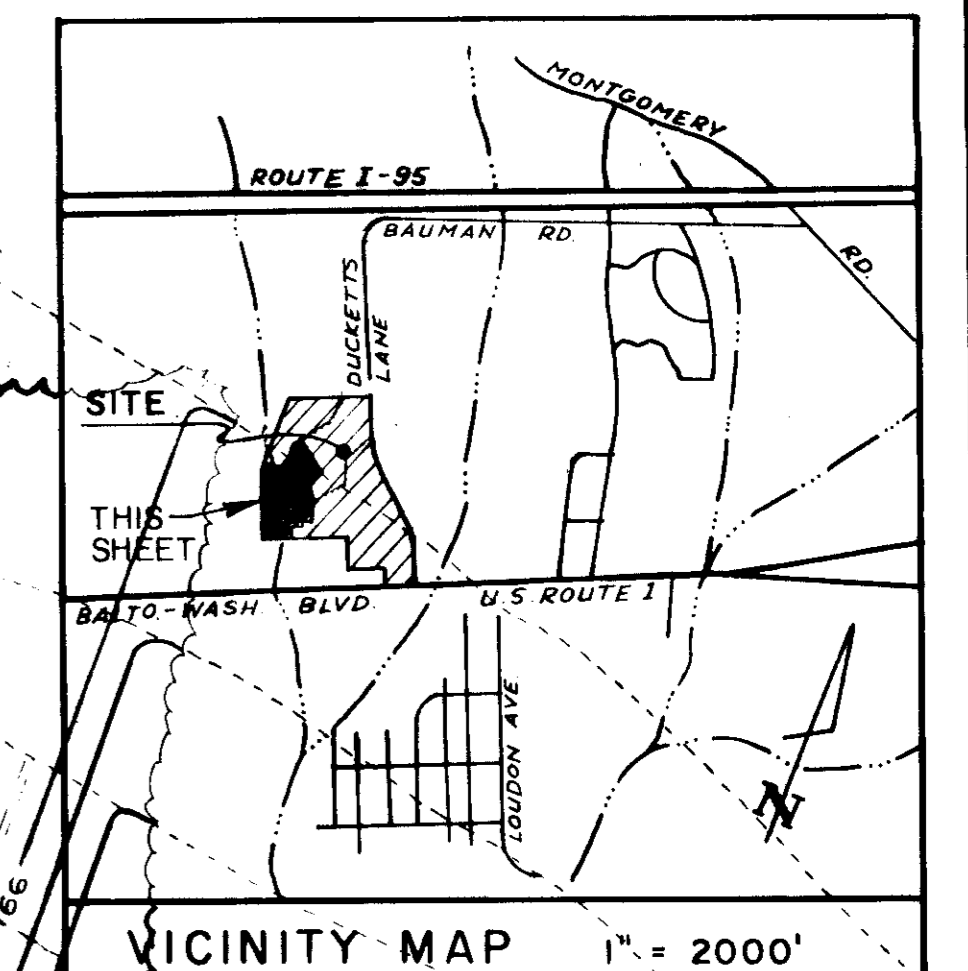 MONTGOMERY
RD.
ROUTE I-95
BAUMAN RD.
DUCKETTS
LANE
SITE
THIS
SHEET
BALTO.-WASH BLVD.
U.S. ROUTE 1
LOUDON AVE.
N
66
VICINITY MAP 1" = 2000'